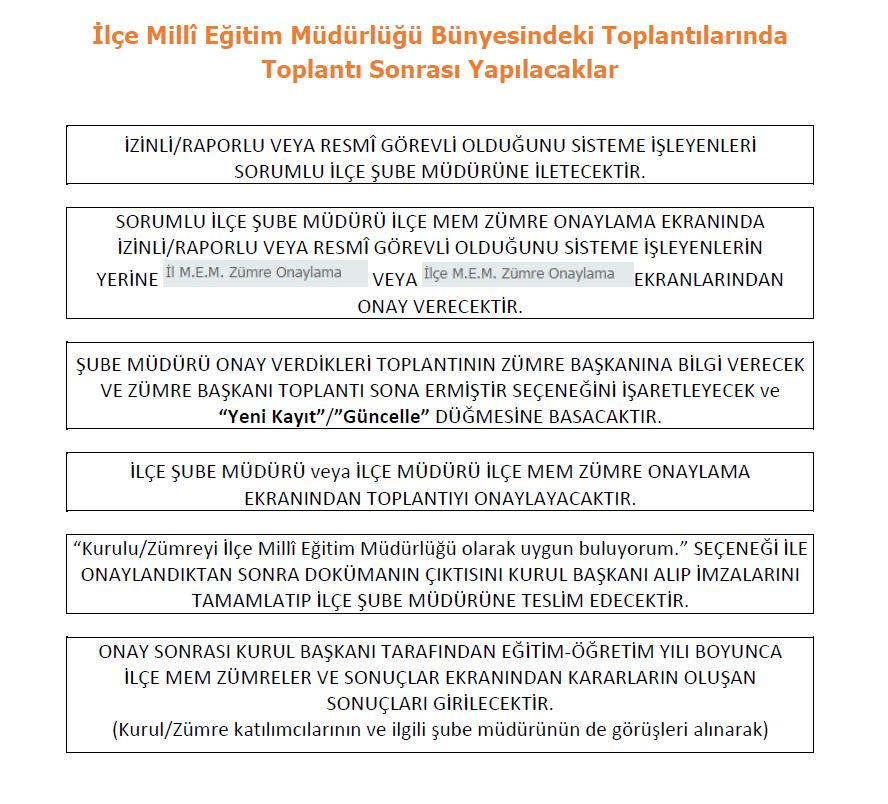 İlçe Millî Eğitim Müdürlüğü Bünyesindeki Toplantılarında
Toplantı Sonrası Yapılacaklar
İZİNLİ/RAPORLU VEYA RESMÎ GÖREVLİ OLDUĞUNU SİSTEME İŞLEYENLERİ
SORUMLU İLÇE ŞUBE MÜDÜRÜNE İLETECEKTİR.
SORUMLU İLÇE ŞUBE MÜDÜRÜ İLÇE MEM ZÜMRE ONAYLAMA EKRANINDA
İZİNLİ/RAPORLU VEYA RESMÎ GÖREVLİ OLDUĞUNU SİSTEME İŞLEYENLERİN
YERİNE İl M.E.M. Zümre Onaylama VEYA İlçe M.E.M. Zümre Onaylama EKRANLARINDAN
ONAY VERECEKTİR.
ŞUBE MÜDÜRÜ ONAY VERDİKLERİ TOPLANTININ ZÜMRE BAŞKANINA BİLGİ VERECEK
VE ZÜMRE BAŞKANI TOPLANTI SONA ERMİŞTİR SEÇENEĞİNİ İŞARETLEYECEK ve
“Yeni Kayıt”/”Güncelle” DÜĞMESİNE BASACAKTIR.
İLÇE ŞUBE MÜDÜRÜ veya İLÇE MÜDÜRÜ İLÇE MEM ZÜMRE ONAYLAMA
EKRANINDAN TOPLANTIYI ONAYLAYACAKTIR.
“Kurulu/Zümreyi İlçe Millî Eğitim Müdürlüğü olarak uygun buluyorum.” SEÇENEĞİ İLE
ONAYLANDIKTAN SONRA DOKÜMANIN ÇIKTISINI KURUL BAŞKANI ALIP İMZALARINI
TAMAMLATIP İLÇE ŞUBE MÜDÜRÜNE TESLİM EDECEKTİR.
ONAY SONRASI KURUL BAŞKANI TARAFINDAN EĞİTİM-ÖĞRETİM YILI BOYUNCA
İLÇE MEM ZÜMRELER VE SONUÇLAR EKRANINDAN KARARLARIN OLUŞAN
SONUÇLARI GİRİLECEKTİR.
(Kurul/Zümre katılımcılarının ve ilgili şube müdürünün de görüşleri alınarak)